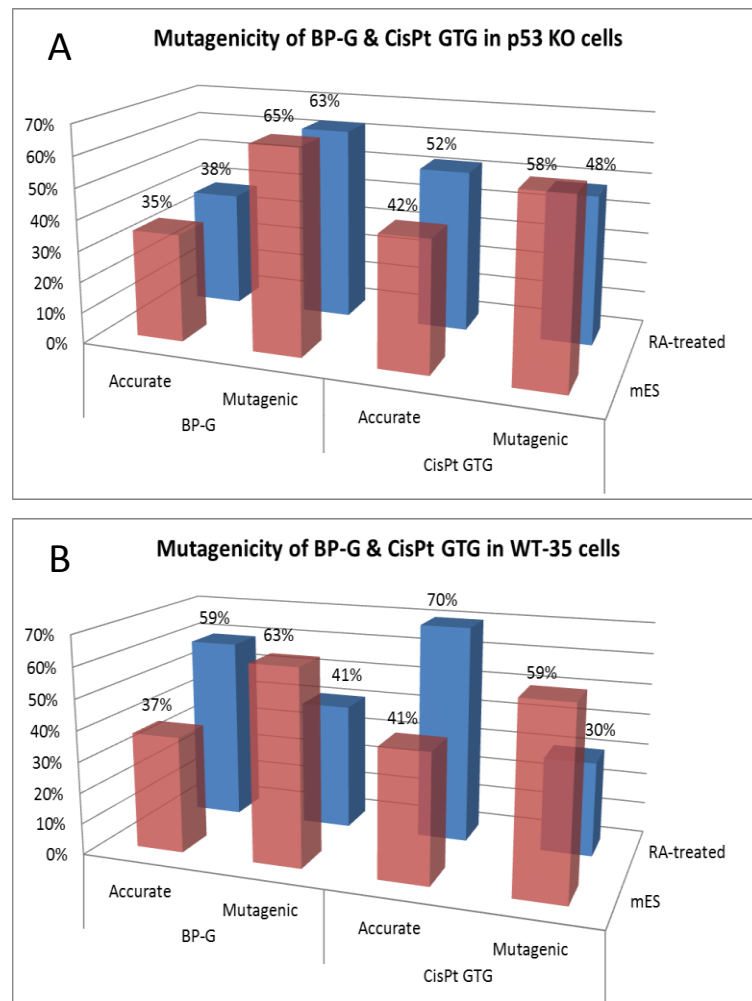 A
Mutagenicity of BP-G & CisPt GTG in p53 KO cells
70%
60%
50%
40%
30%
20%
10%
0%
35%
38%
65%
63%
42%
52%
58%
48%
RA-treated
mES
Accurate
Mutagenic
Accurate
Mutagenic
BP-G
CisPt GTG
B
Mutagenicity of BP-G & CisPt GTG in WT-35 cells
70%
60%
50%
40%
30%
20%
10%
0%
37%
59%
63%
41%
41%
70%
59%
30%
RA-treated
mES
Accurate
Mutagenic
Accurate
Mutagenic
BP-G
CisPt GTG